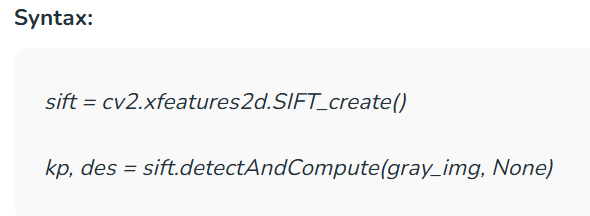 Syntax:
sift = cv2.xfeatures2d.SIFT_create()
kp, des = sift.detectAndCompute(gray_img, None)